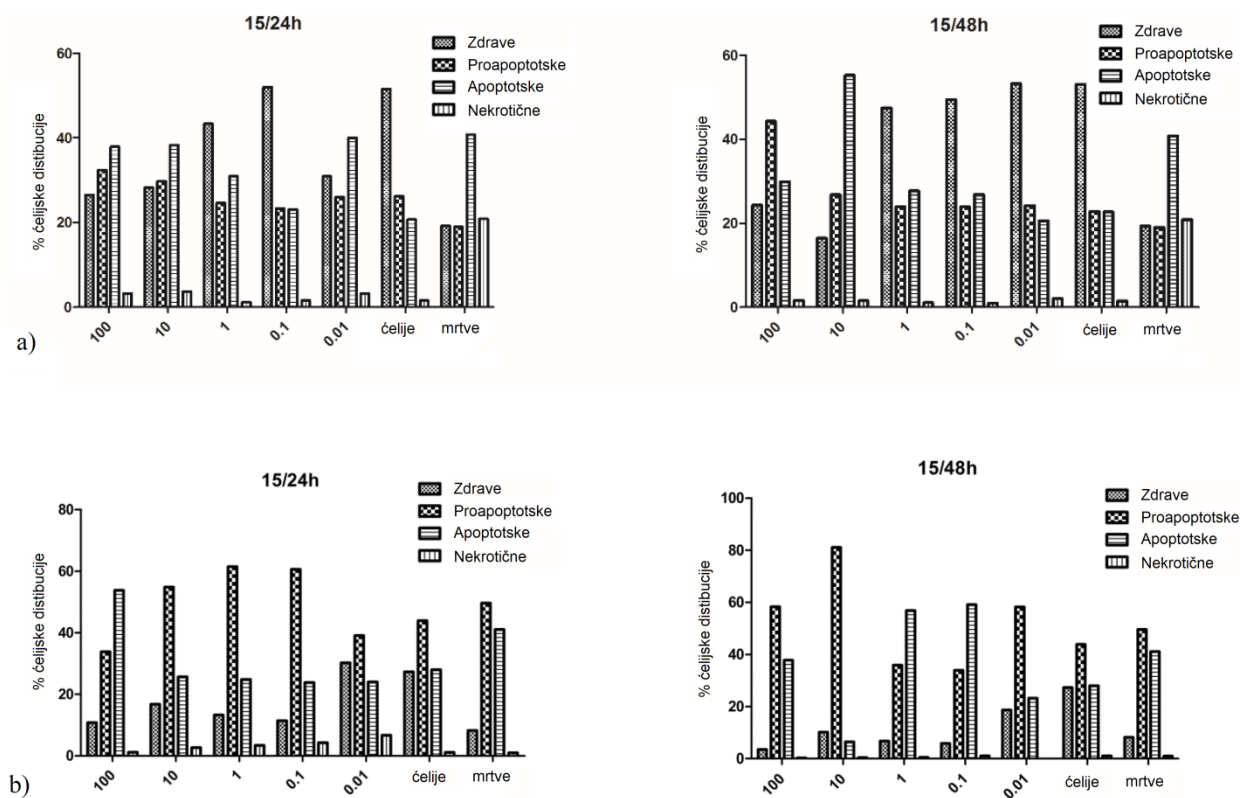 15/24h
Zdrave
Proapoptotske
Apoptotske
Nekrotične
% ćelijske distibucije
60
40
20
0
100
10
1
0.1
0.01
ćelije
mrtve
15/48h
Zdrave
Proapoptotske
Apoptotske
Nekrotične
% ćelijske distibucije
60
40
20
0
100
10
1
0.1
0.01
ćelije
mrtve
a)
15/24h
Zdrave
Proapoptotske
Apoptotske
Nekrotične
% ćelijske distibucije
80
60
40
20
0
100
10
1
0.1
0.01
ćelije
mrtve
15/48h
Zdrave
Proapoptotske
Apoptotske
Nekrotične
% ćelijske distibucije
100
80
60
40
20
0
100
10
1
0.1
0.01
ćelije
mrtve
b)